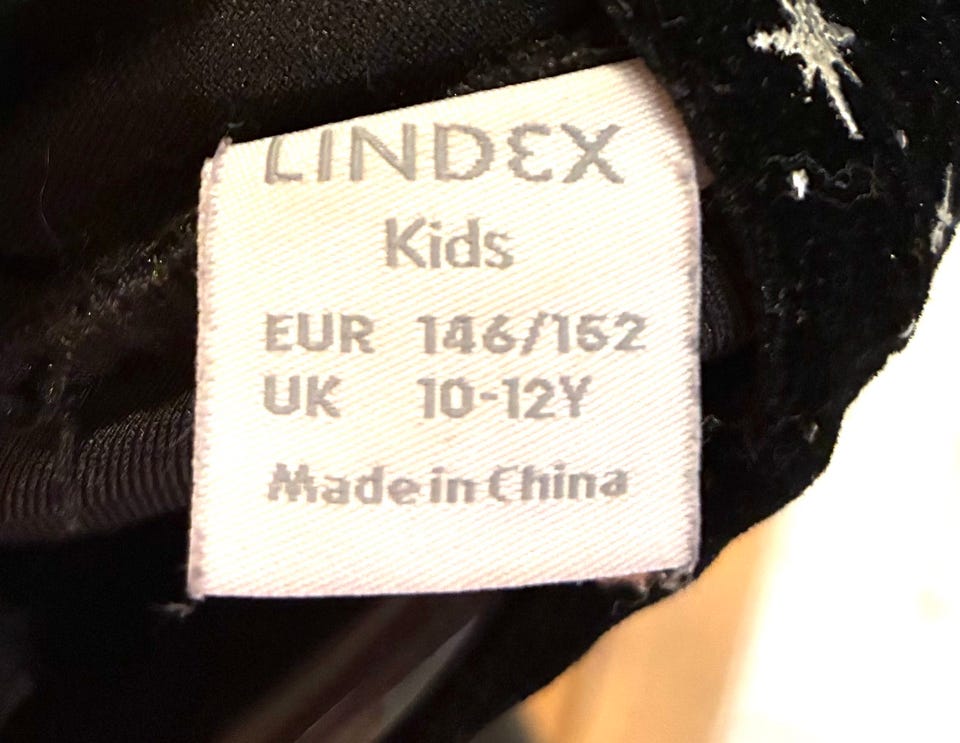 LINDEX
Kids
EUR 146/152
UK 10-12Y
Made in China